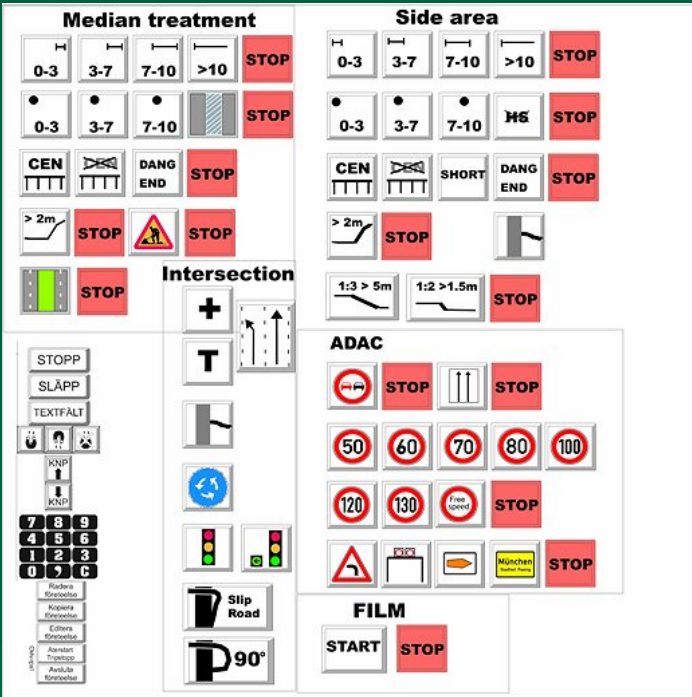 Median treatment
0-3 3-7 7-10 >10 STOP
0-3 3-7 7-10 STOP
CEN CEN DANG END STOP
> 2m STOP STOP
STOP
Side area
0-3 3-7 7-10 >10 STOP
0-3 3-7 7-10 HS STOP
CEN CEN SHORT DANG END STOP
> 2m STOP
1:3 > 5m 1:2 >1.5m STOP
Intersection
+
T
Slip Road
90°
ADAC
STOP STOP
50 60 70 80 100
120 130 Free speed STOP
München STOP
FILM
START STOP
STOPP
SLÄPP
TEXTFÄLT
KNP
KNP
7 8 9
4 5 6
1 2 3
0 , C
Radera företeelse
Kopiera företeelse
Editera företeelse
Återstart Tripstopp
Avsluta företeelse